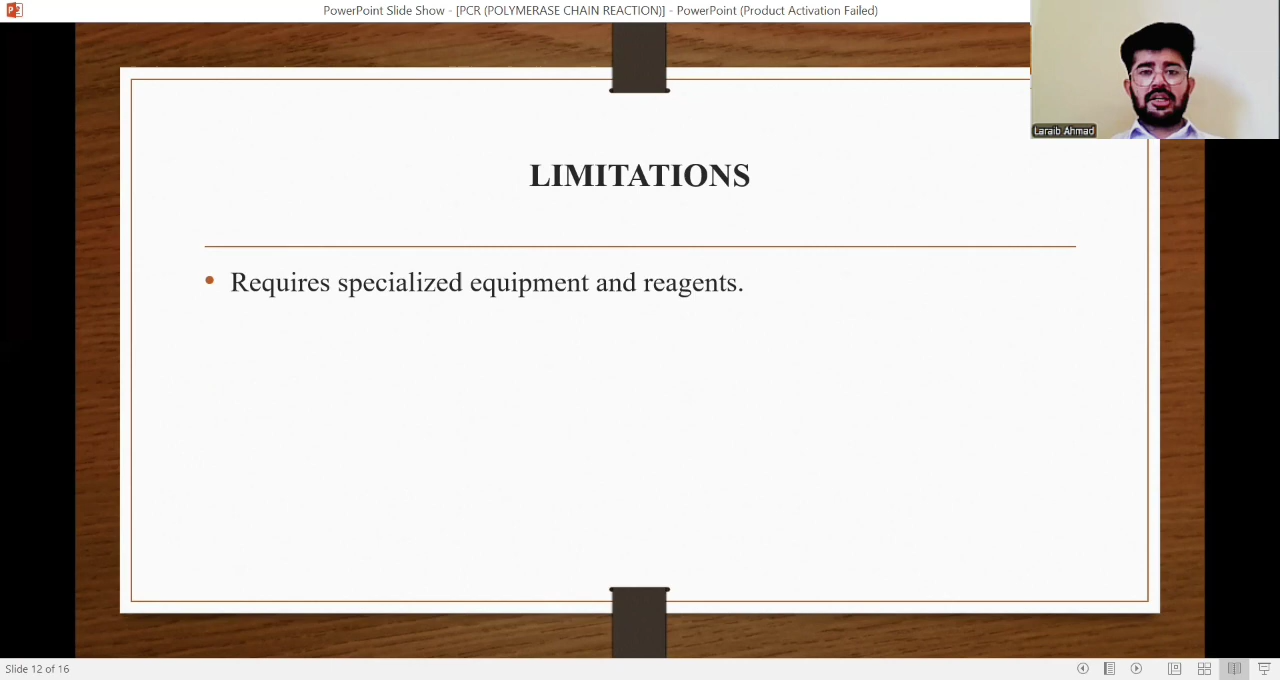 PowerPoint Slide Show - [PCR (POLYMERASE CHAIN REACTION)] - PowerPoint (Product Activation Failed)
Laraib Ahmad
LIMITATIONS
• Requires specialized equipment and reagents.
Slide 12 of 16